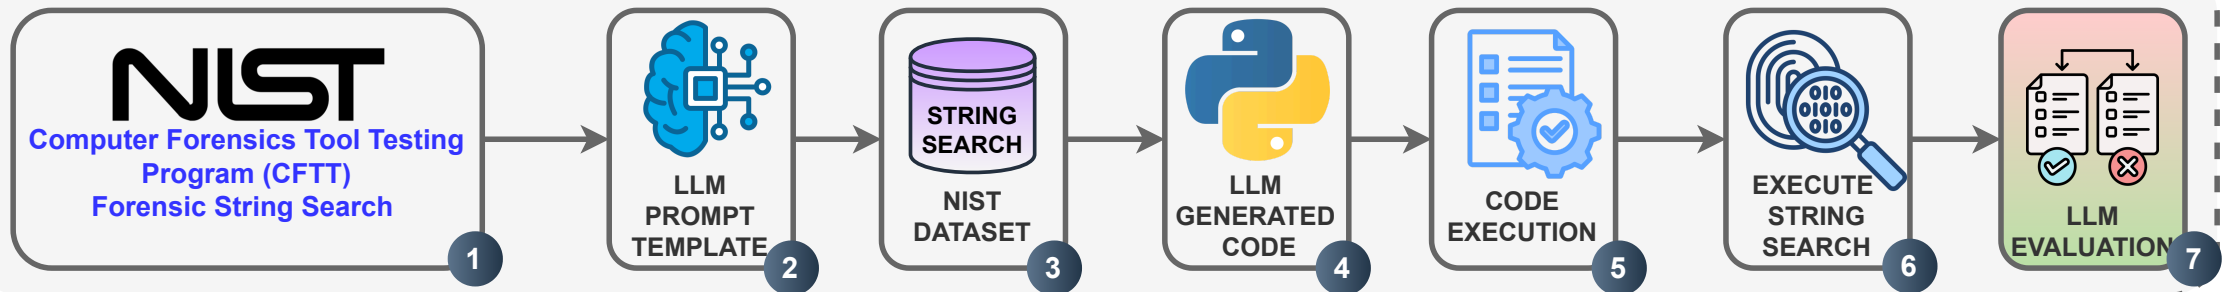 NIST
Computer Forensics Tool Testing
Program (CFTT)
Forensic String Search
1
LLM
PROMPT
TEMPLATE
2
STRING
SEARCH
NIST
DATASET
3
LLM
GENERATED
CODE
4
CODE
EXECUTION
5
010
01010
010
EXECUTE
STRING
SEARCH
6
LLM
EVALUATION
7